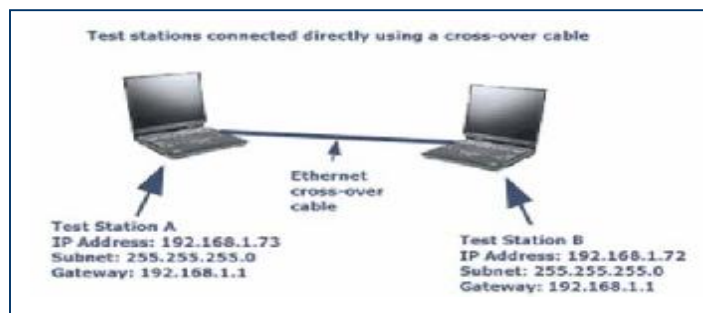 Test stations connected directly using a cross-over cable
Ethernet
cross-over
cable
Test Station A
IP Address: 192.168.1.73
Subnet: 255.255.255.0
Gateway: 192.168.1.1
Test Station B
IP Address: 192.168.1.72
Subnet: 255.255.255.0
Gateway: 192.168.1.1